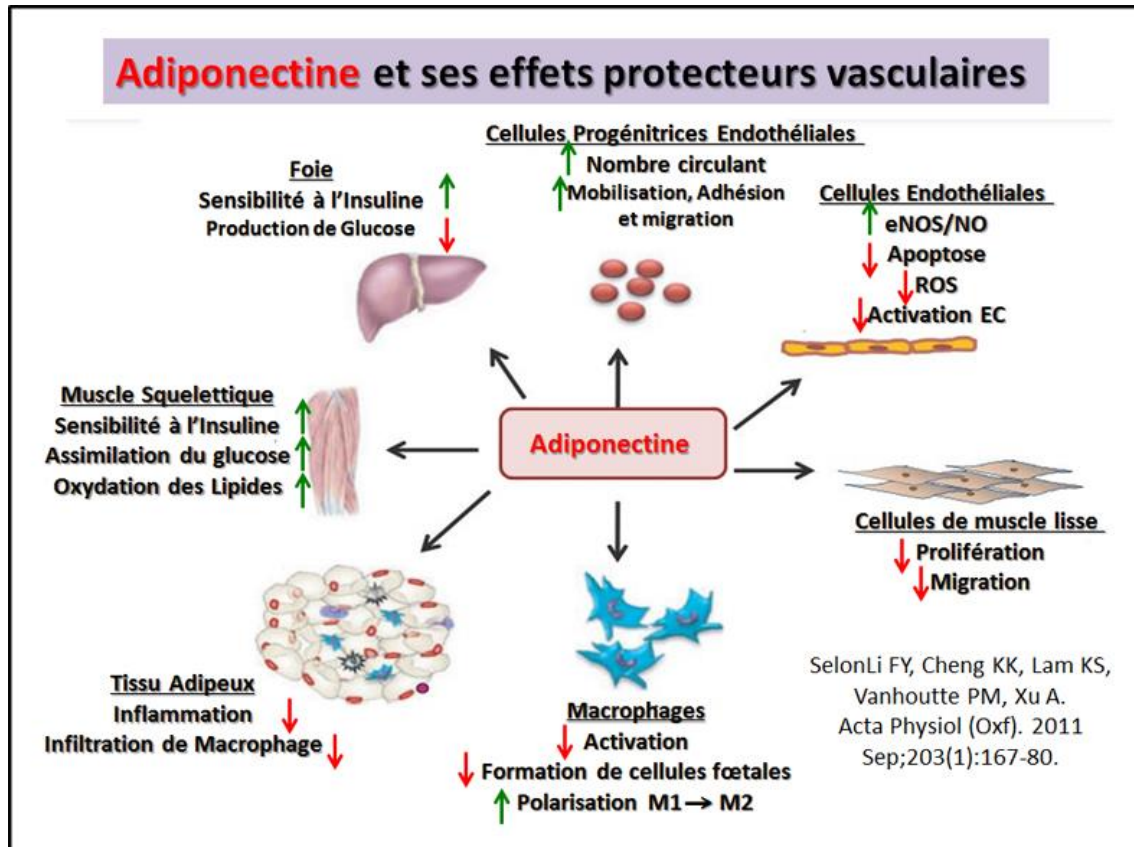 Adiponectine et ses effets protecteurs vasculaires
Cellules Progénitrices Endothéliales
Nombre circulant
Mobilisation, Adhésion
et migration
Foie
Sensibilité à l’Insuline
Production de Glucose
Cellules Endothéliales
eNOS/NO
Apoptose
ROS
Activation EC
Muscle Squelettique
Sensibilité à l’Insuline
Assimilation du glucose
Oxydation des Lipides
Adiponectine
Cellules de muscle lisse
Prolifération
Migration
Tissu Adipeux
Inflammation
Infiltration de Macrophage
Macrophages
Activation
Formation de cellules fœtales
Polarisation M1→ M2
SelonLi FY, Cheng KK, Lam KS,
Vanhoutte PM, Xu A.
Acta Physiol (Oxf). 2011
Sep;203(1):167-80.